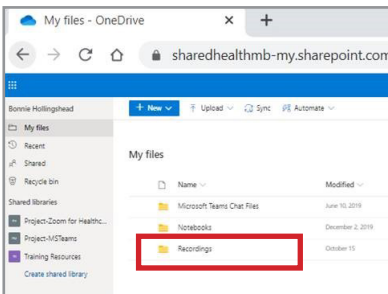 My files - OneDrive
sharedhealthmb-my.sharepoint.com
Bonnie Hollingshead
+ New Upload Sync Automate
My files
Recent
Shared
Recycle bin
Shared libraries
Project-Zoom for Healthc...
Project-MSTeams
Training Resources
Create shared library
My files
Name Modified
Microsoft Teams Chat Files June 10, 2019
Notebooks December 2, 2019
Recordings October 15